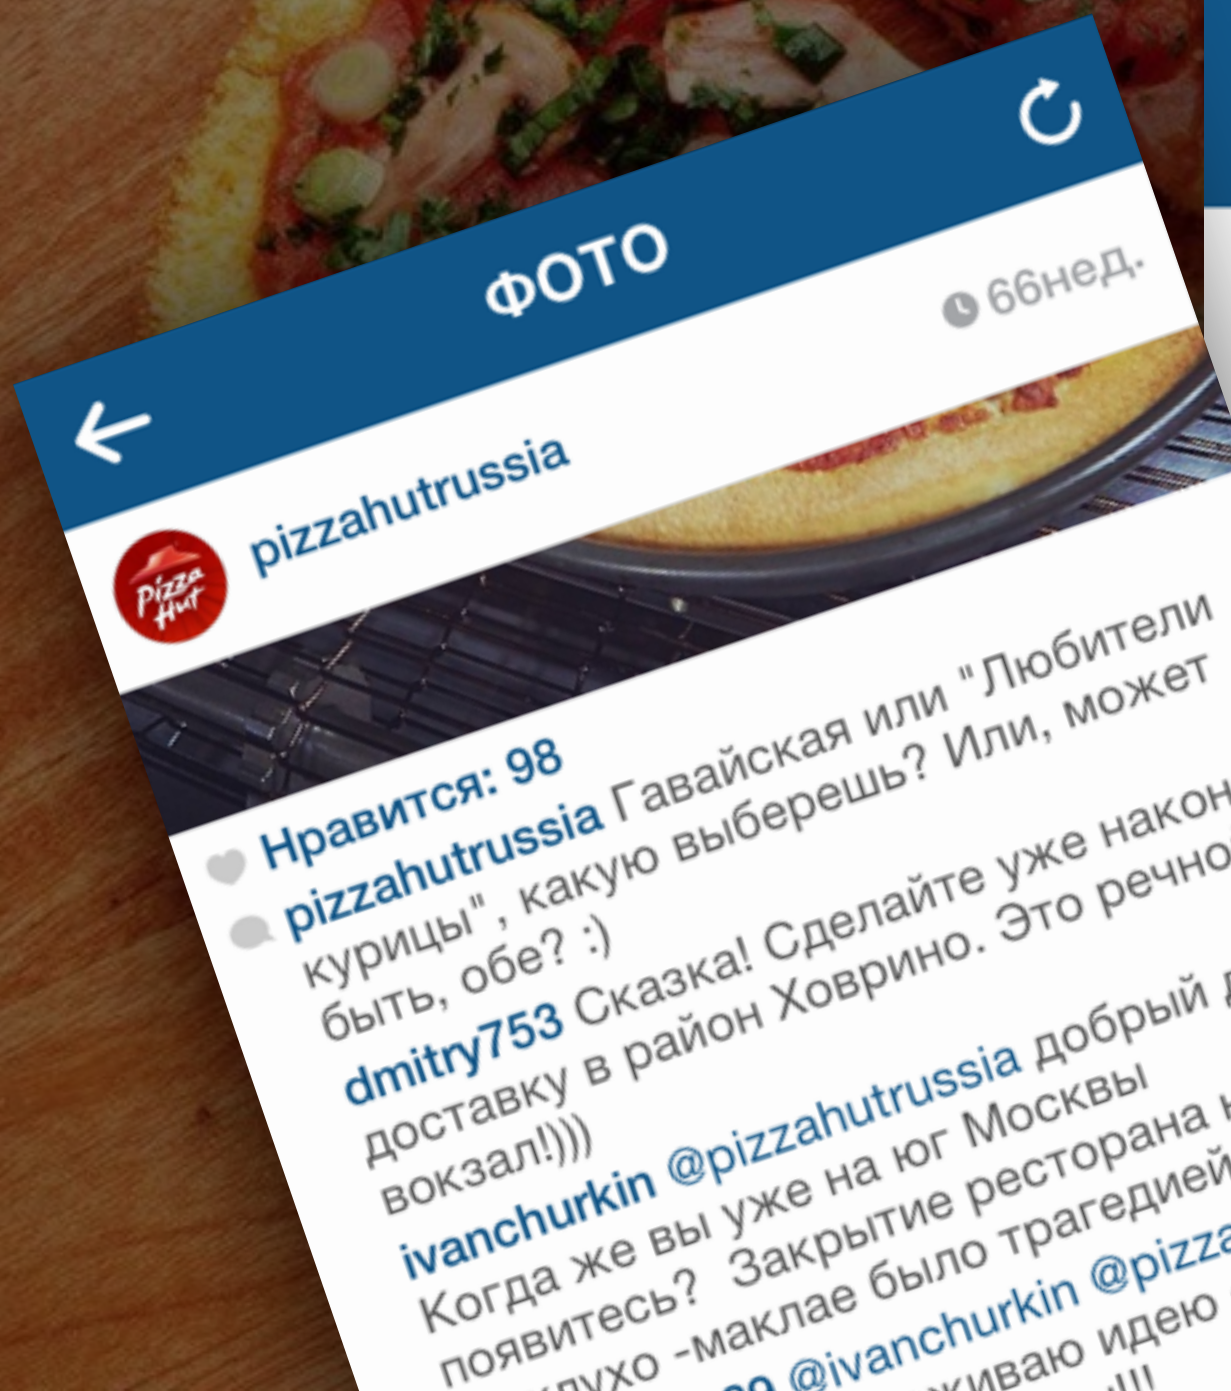 ФОТО
pizzahutrussia
66нед.
Pizza
Hut
Нравится: 98
pizzahutrussia Гавайская или "Любители
курицы", какую выберешь? Или, может
быть, обе? :)
dmitry753 Сказка! Сделайте уже
доставку в район Ховрино. Это
вокзал!)))
ivanchurkin @pizzahutrussia добрый
Когда же вы уже на юг Москвы
появитесь? Закрытие ресторана
-маклае было трагедией
@ivanchurkin
идею